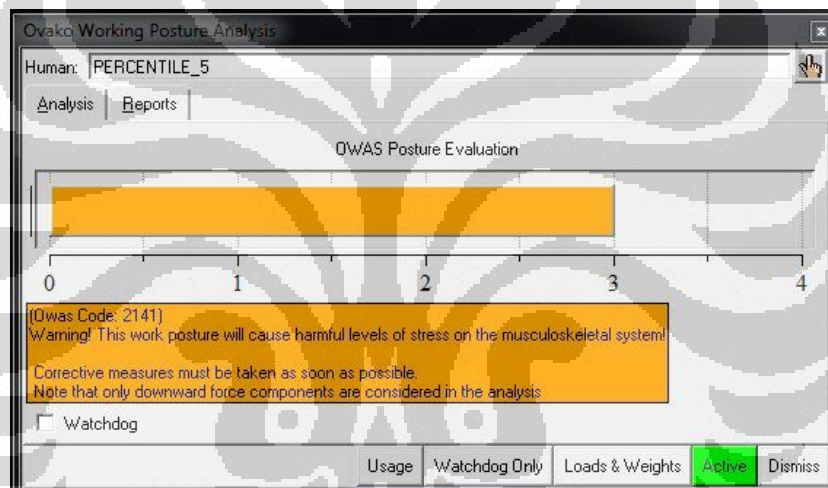 Ovako Working Posture Analysis
Human: PERCENTILE_5
Analysis Reports
OWAS Posture Evaluation
0 1 2 3 4
(Owas Code: 2141)
Warning! This work posture will cause harmful levels of stress on the musculoskeletal system!
Corrective measures must be taken as soon as possible.
Note that only downward force components are considered in the analysis
Watchdog
Usage Watchdog Only Loads & Weights Active Dismiss